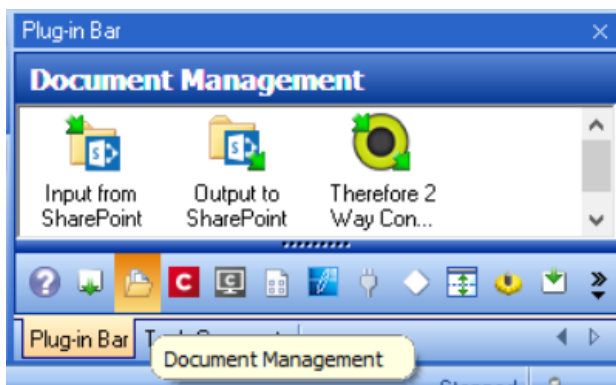 Plug-in Bar
Document Management
Input from
SharePoint
Output to
SharePoint
Therefore 2
Way Con...
Plug-in Bar
Document Management